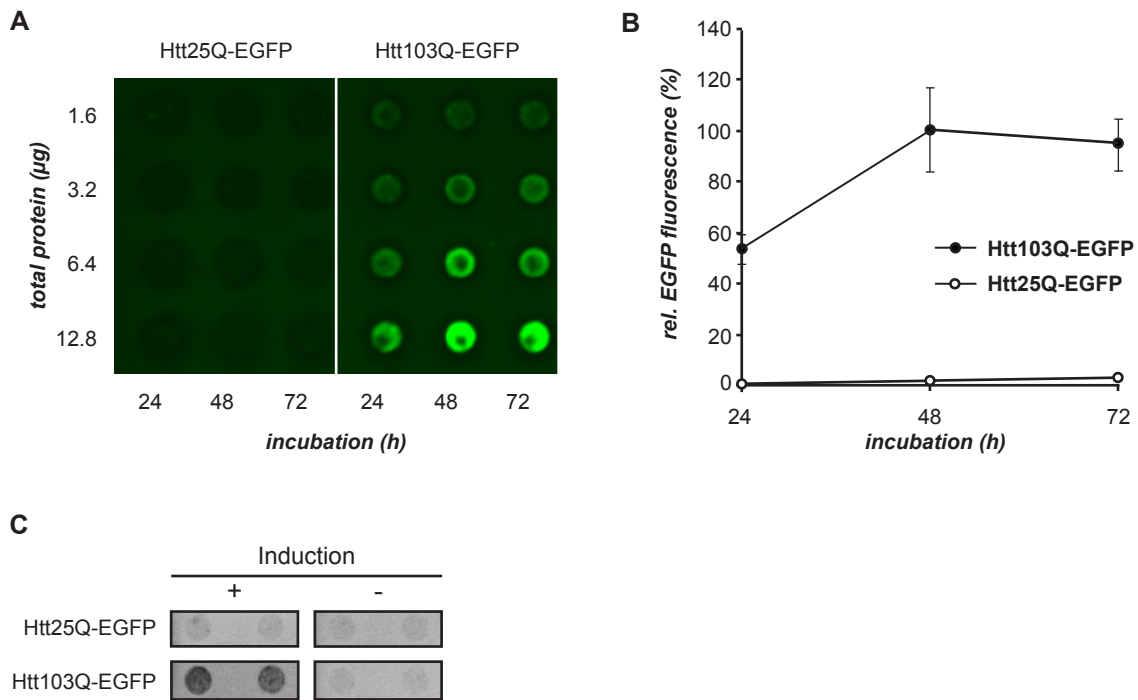 A
Htt25Q-EGFP Htt103Q-EGFP
total protein (µg)
1.6
3.2
6.4
12.8
24 48 72 24 48 72
incubation (h)
B
rel. EGFP fluorescence (%)
140
120
100
80
60
40
20
0
Htt103Q-EGFP
Htt25Q-EGFP
24 48 72
incubation (h)
C
Induction
+ -
Htt25Q-EGFP
Htt103Q-EGFP